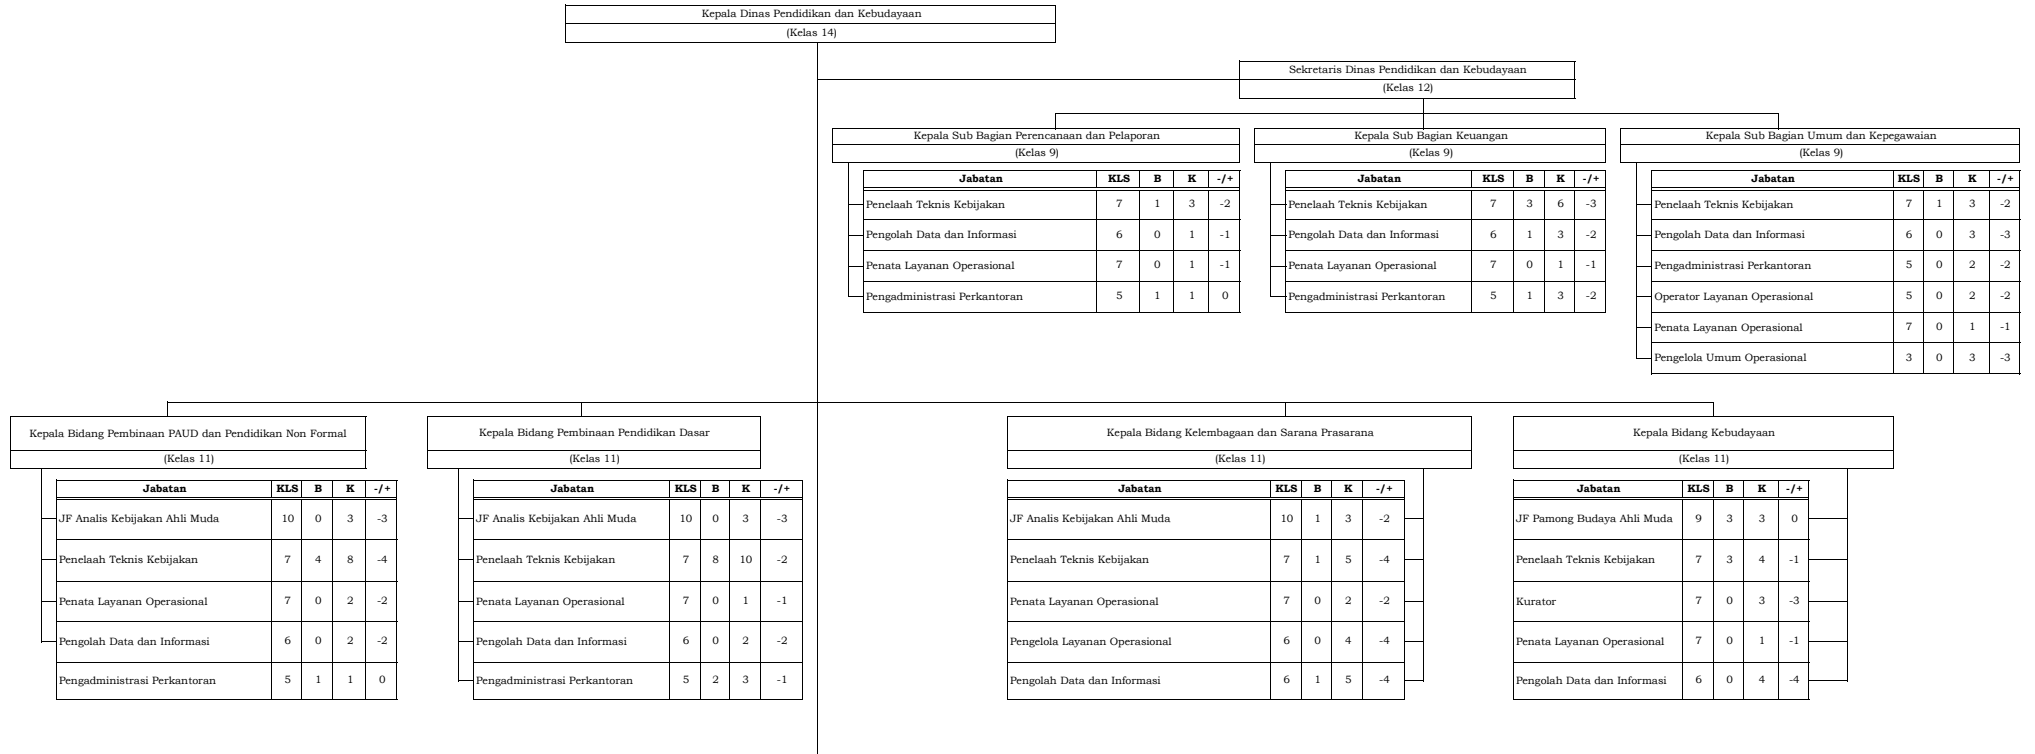 Kepala Dinas Pendidikan dan Kebudayaan
(Kelas 14)
Sekretaris Dinas Pendidikan dan Kebudayaan
(Kelas 12)
Kepala Sub Bagian Perencanaan dan Pelaporan
(Kelas 9)
Jabatan KLS B K -/+
Penelaah Teknis Kebijakan 7 1 3 -2
Pengolah Data dan Informasi 6 0 1 -1
Penata Layanan Operasional 7 0 1 -1
Pengadministrasi Perkantoran 5 1 1 0
Kepala Sub Bagian Keuangan
(Kelas 9)
Jabatan KLS B K -/+
Penelaah Teknis Kebijakan 7 3 6 -3
Pengolah Data dan Informasi 6 1 3 -2
Penata Layanan Operasional 7 0 1 -1
Pengadministrasi Perkantoran 5 1 3 -2
Kepala Sub Bagian Umum dan Kepegawaian
(Kelas 9)
Jabatan KLS B K -/+
Penelaah Teknis Kebijakan 7 1 3 -2
Pengolah Data dan Informasi 6 0 3 -3
Pengadministrasi Perkantoran 5 0 2 -2
Operator Layanan Operasional 5 0 2 -2
Penata Layanan Operasional 7 0 1 -1
Pengelola Umum Operasional 3 0 3 -3
Kepala Bidang Pembinaan PAUD dan Pendidikan Non Formal
(Kelas 11)
Jabatan KLS B K -/+
JF Analis Kebijakan Ahli Muda 10 0 3 -3
Penelaah Teknis Kebijakan 7 4 8 -4
Penata Layanan Operasional 7 0 2 -2
Pengolah Data dan Informasi 6 0 2 -2
Pengadministrasi Perkantoran 5 1 1 0
Kepala Bidang Pembinaan Pendidikan Dasar
(Kelas 11)
Jabatan KLS B K -/+
JF Analis Kebijakan Ahli Muda 10 0 3 -3
Penelaah Teknis Kebijakan 7 8 10 -2
Penata Layanan Operasional 7 0 1 -1
Pengolah Data dan Informasi 6 0 2 -2
Pengadministrasi Perkantoran 5 2 3 -1
Kepala Bidang Kelembagaan dan Sarana Prasarana
(Kelas 11)
Jabatan KLS B K -/+
JF Analis Kebijakan Ahli Muda 10 1 3 -2
Penelaah Teknis Kebijakan 7 1 5 -4
Penata Layanan Operasional 7 0 2 -2
Pengelola Layanan Operasional 6 0 4 -4
Pengolah Data dan Informasi 6 1 5 -4
Kepala Bidang Kebudayaan
(Kelas 11)
Jabatan KLS B K -/+
JF Pamong Budaya Ahli Muda 9 3 3 0
Penelaah Teknis Kebijakan 7 3 4 -1
Kurator 7 0 3 -3
Penata Layanan Operasional 7 0 1 -1
Pengolah Data dan Informasi 6 0 4 -4